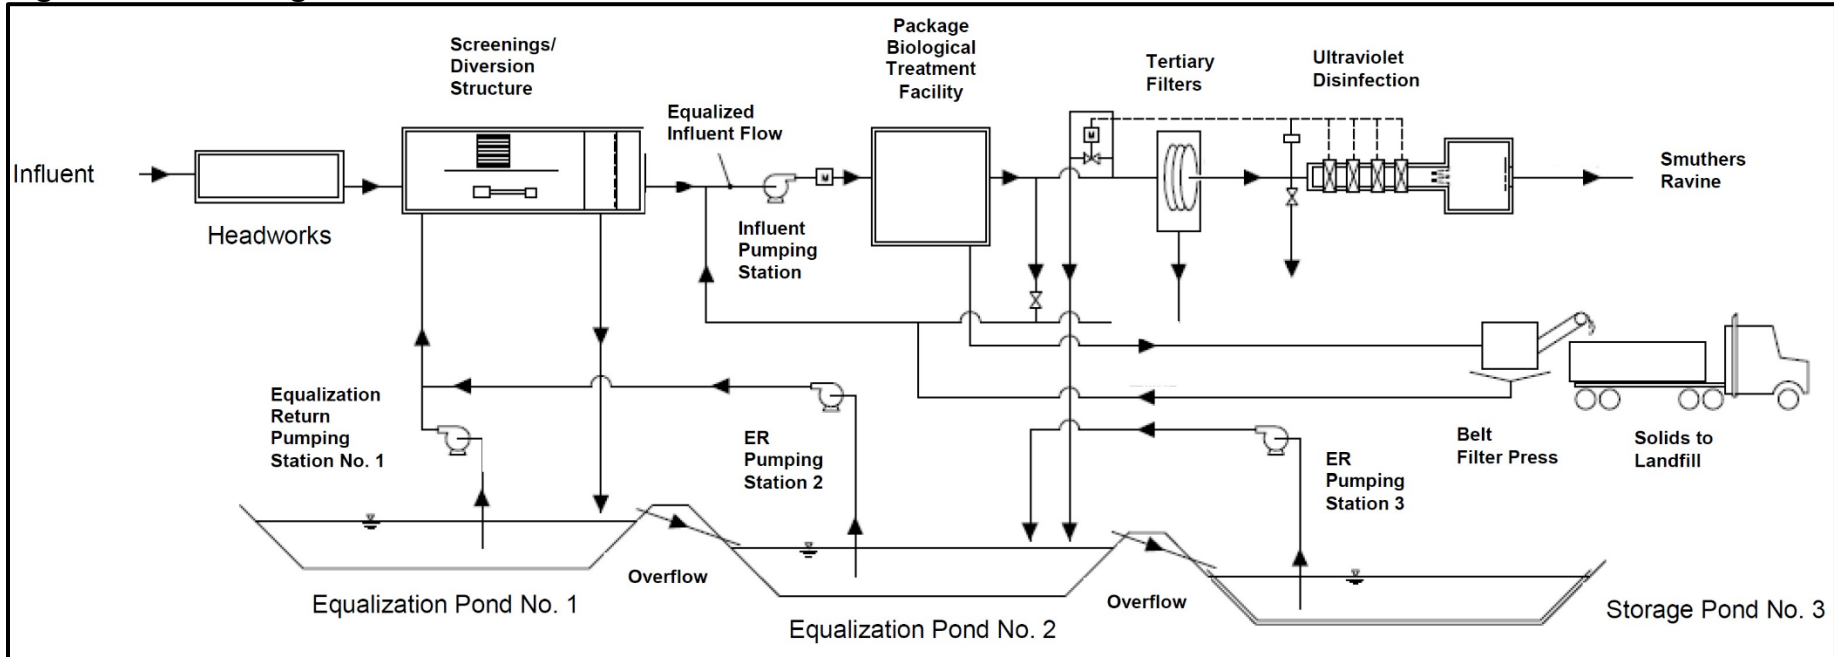 Package
Biological
Treatment
Facility
Screenings/
Diversion
Structure
Tertiary
Filters
Ultraviolet
Disinfection
Equalized
Influent Flow
M
M
Influent
Smuthers
Ravine
Headworks
Influent
Pumping
Station
Equalization
Return
Pumping
Station No. 1
ER
Pumping
Station 2
ER
Pumping
Station 3
Belt
Filter Press
Solids to
Landfill
Overflow
Overflow
Equalization Pond No. 1
Equalization Pond No. 2
Storage Pond No. 3